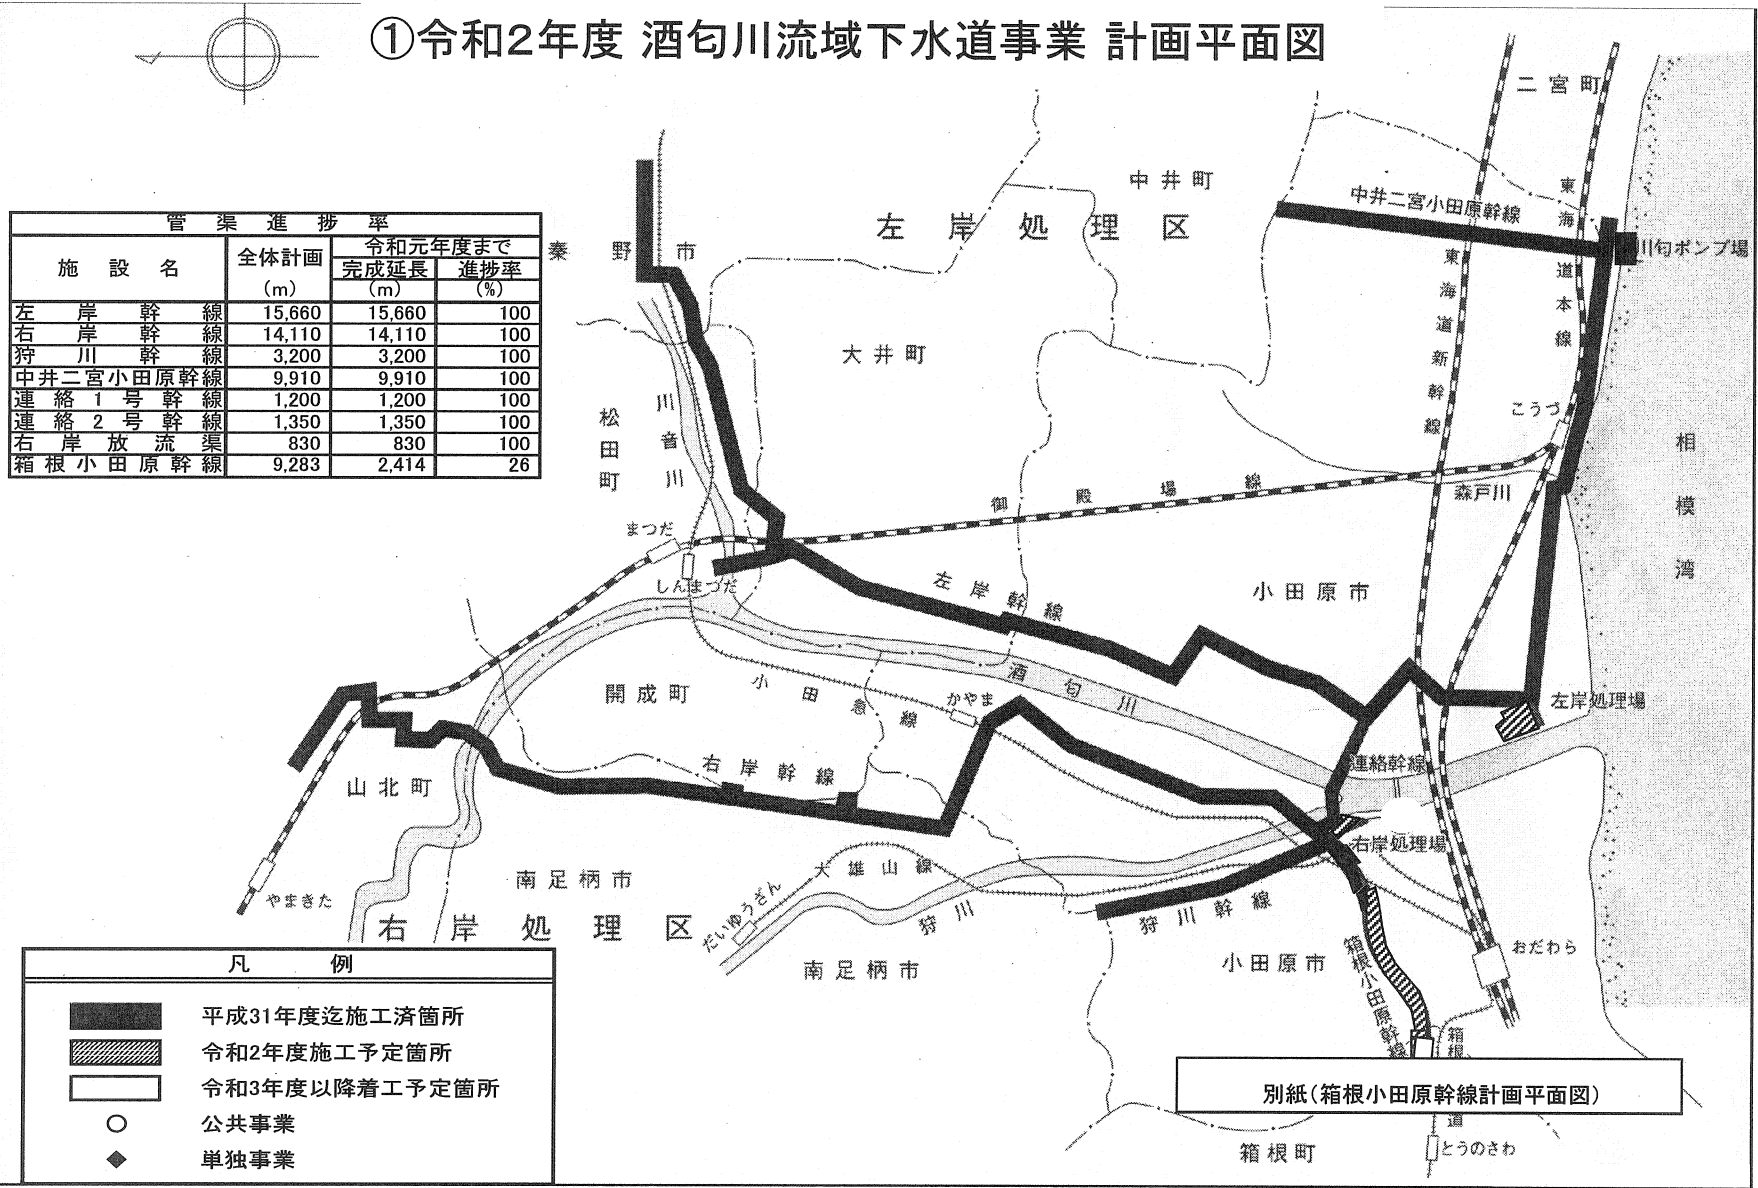 ①令和2年度 酒匂川流域下水道事業 計画平面図
管渠進捗率
施設名 全体計画 (m) 令和元年度まで
完成延長 (m) 進捗率 (%)
左岸幹線 15,660 15,660 100
右岸幹線 14,110 14,110 100
狩川幹線 3,200 3,200 100
中井二宮小田原幹線 9,910 9,910 100
連絡1号幹線 1,200 1,200 100
連絡2号幹線 1,350 1,350 100
右岸放流渠 830 830 100
箱根小田原幹線 9,283 2,414 26
二宮町
中井町
左岸処理区
中井二宮小田原幹線
東海道本線
東海道新幹線
川匂ポンプ場
秦野市
大井町
松田町
川音川
こうづ
相模湾
御殿場線
森戸川
まつだ
しんまつだ
左岸幹線
小田原市
開成町
小田急線
かやま
酒匂川
左岸処理場
山北町
右岸幹線
連絡幹線
右岸処理場
やまきた
南足柄市
右岸処理区
大雄山線
だいゆうざん
狩川
狩川幹線
南足柄市
小田原市
おだわら
箱根小田原幹線
箱根
道
別紙(箱根小田原幹線計画平面図)
箱根町
とうのさわ
凡例
平成31年度迄施工済箇所
令和2年度施工予定箇所
令和3年度以降着工予定箇所
公共事業
単独事業